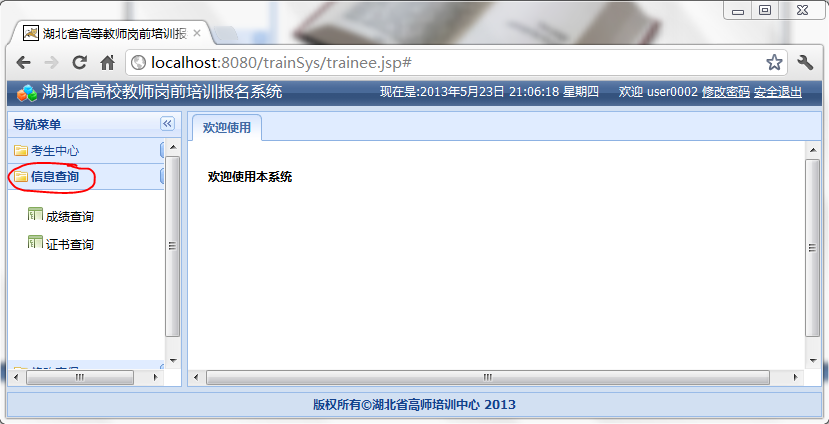 湖北省高等教师岗前培训报
localhost:8080/trainSys/trainee.jsp#
湖北省高校教师岗前培训报名系统
现在是:2013年5月23日 21:06:18 星期四 欢迎 user0002 修改密码 安全退出
导航菜单
欢迎使用
考生中心
信息查询
欢迎使用本系统
成绩查询
证书查询
版权所有©湖北省高师培训中心 2013